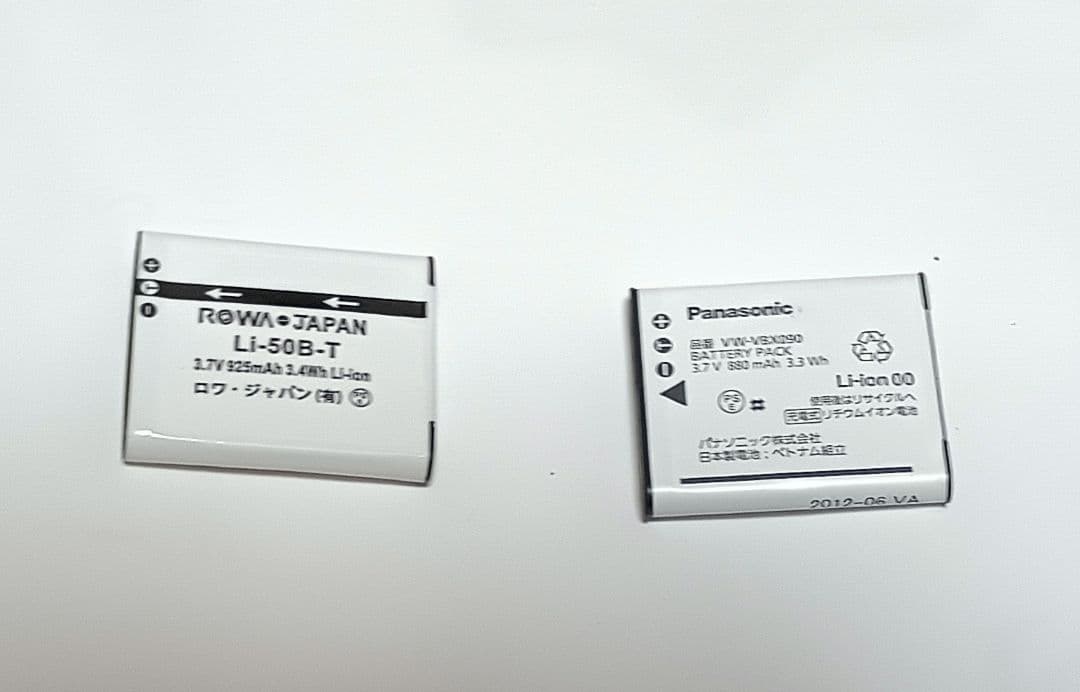 ROWA JAPAN
Li-50B-T
3.7V 925mAh 3.4Wh Li-ion
ロワ・ジャパン(有)
Panasonic
品番 VW-VBX090
BATTERY PACK
3.7 V 880 mAh 3.3 Wh
Li-ion 00
PS
E
使用後はリサイクルへ
充電式 リチウムイオン電池
パナソニック株式会社
日本製電池:ベトナム組立
2012-06 VA